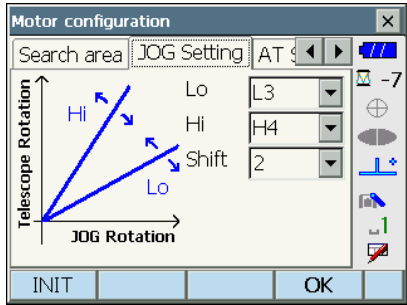 Motor configuration
Search area
JOG Setting
AT
Telescope Rotation
Hi
Lo
JOG Rotation
Lo L3
Hi H4
Shift 2
-7
1
INIT
OK